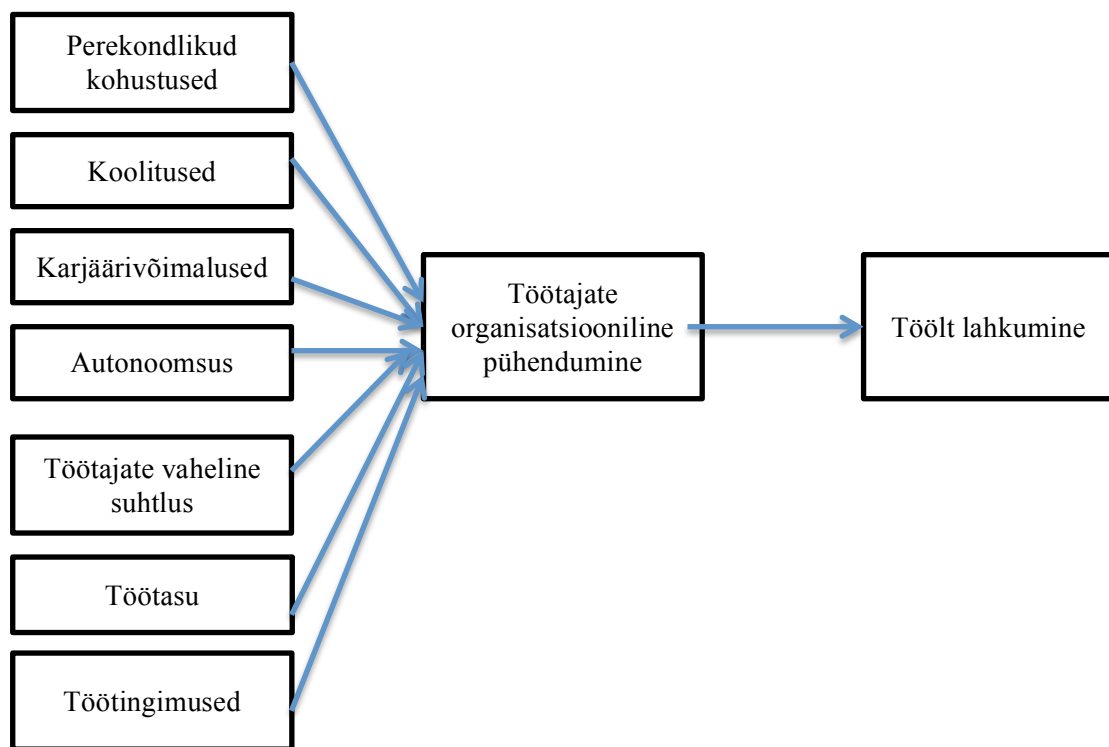 Perekondlikud
kohustused
Koolitused
Karjäärivõimalused
Autonoomsus
Töötajate vaheline
suhtlus
Töötasu
Töötingimused
Töötajate
organisatsiooniline
pühendumine
Töölt lahkumine